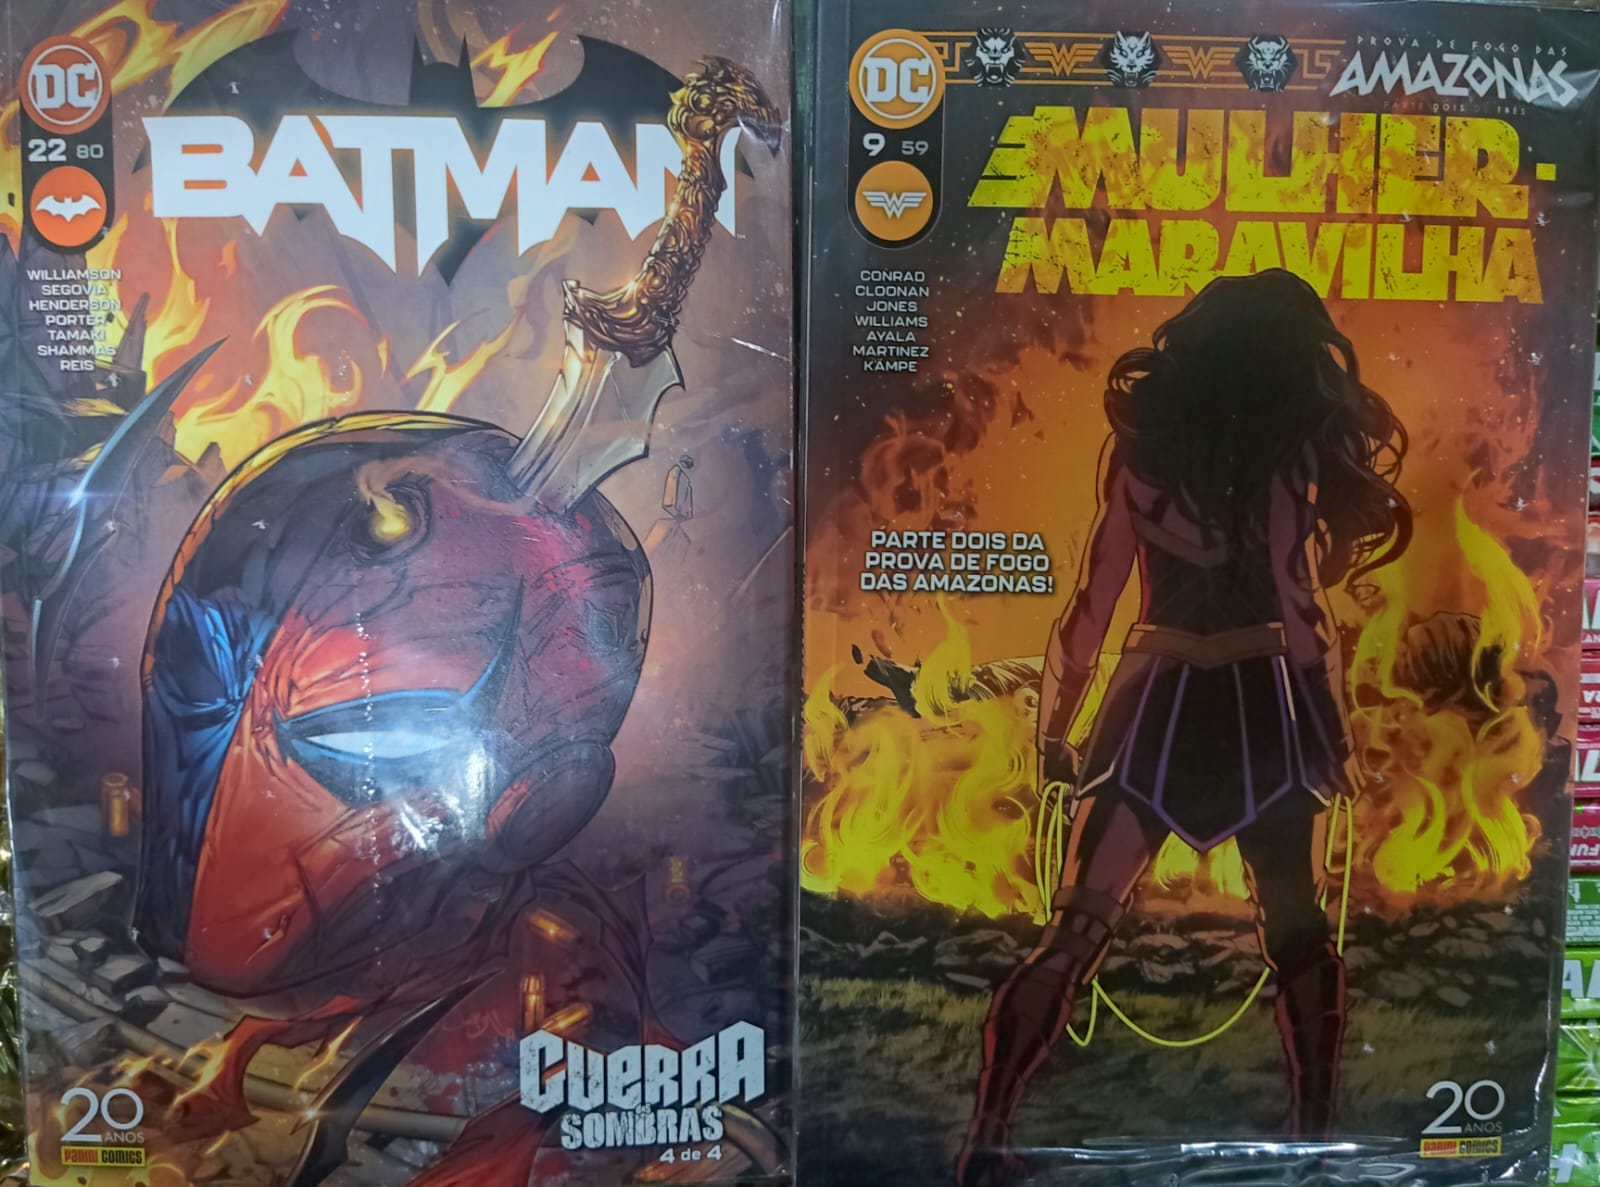 DC
22 80
BATMAN
WILLIAMSON
SEGOVIA
HENDERSON
PORTER
TAMAKI
SHAMMAS
REIS
GUERRA
DAS
SOMBRAS
4 de 4
20
ANOS
PANINI COMICS
DC
9 59
PROVA DE FOGO DAS
AMAZONAS
PARTE DOIS DE TRÊS
MULHER-
MARAVILHA
CONRAD
CLOONAN
JONES
WILLIAMS
AYALA
MARTINEZ
KÄMPE
PARTE DOIS DA
PROVA DE FOGO
DAS AMAZONAS!
20
ANOS
PANINI COMICS